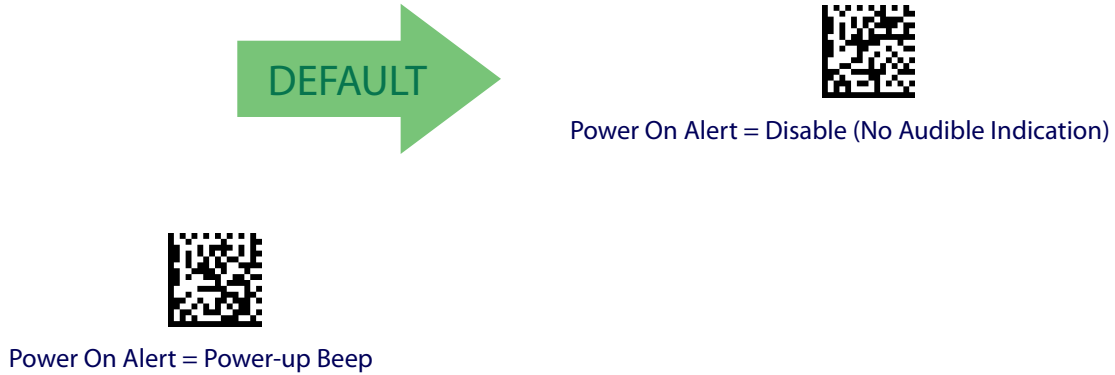 DEFAULT
Power On Alert = Disable (No Audible Indication)
Power On Alert = Power-up Beep